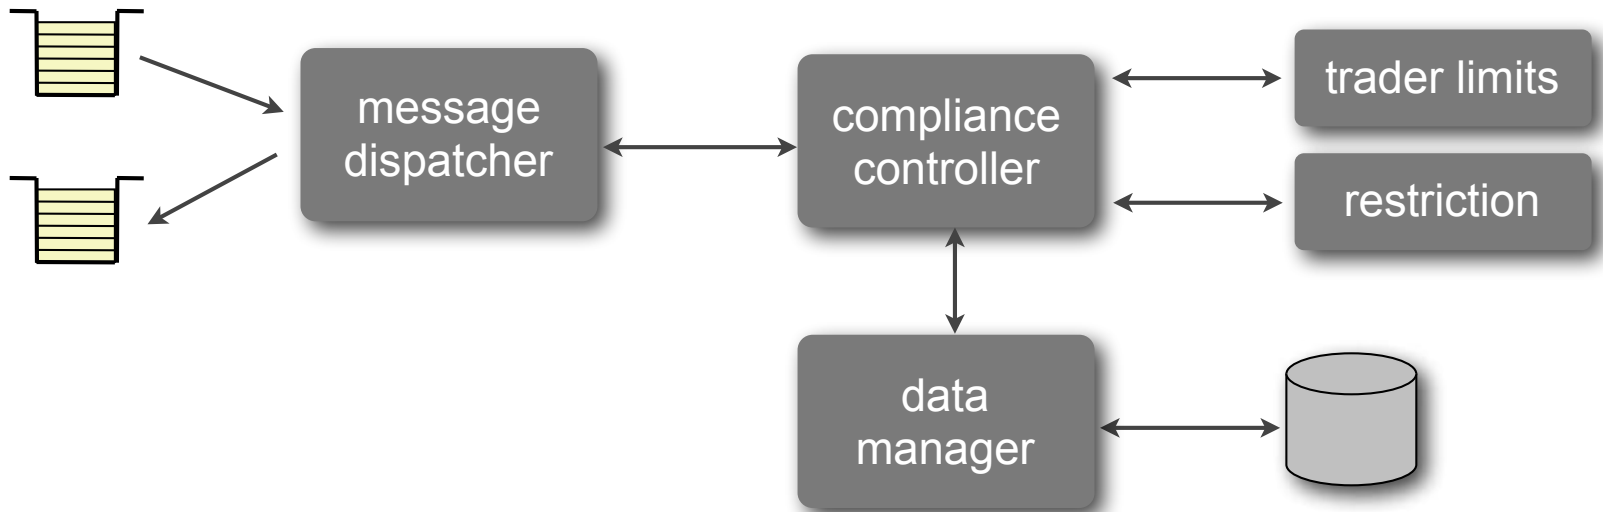 message
dispatcher
compliance
controller
trader limits
restriction
data
manager